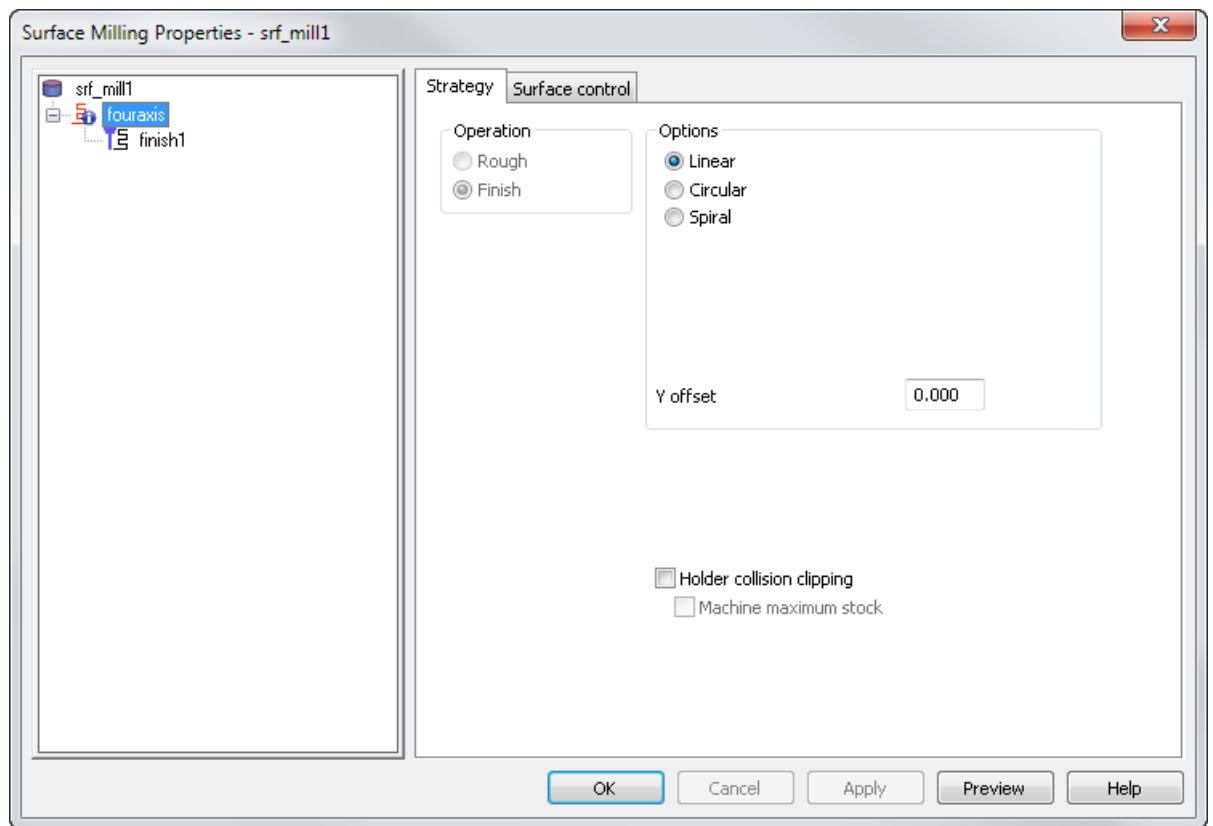 Surface Milling Properties - srf_mill1
srf_mill1
fouraxis
finish1
Strategy
Surface control
Operation
Rough
Finish
Options
Linear
Circular
Spiral
Y offset
0.000
Holder collision clipping
Machine maximum stock
OK
Cancel
Apply
Preview
Help